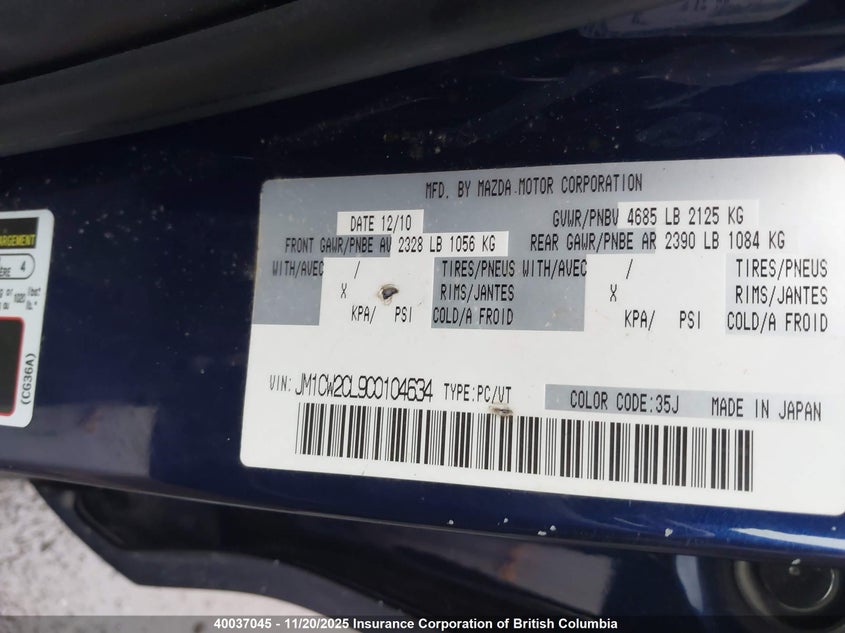 MFD. BY MAZDA MOTOR CORPORATION
DATE 12/10 GVWR/PNBV 4685 LB 2125 KG
FRONT GAWR/PNBE AV 2328 LB 1056 KG REAR GAWR/PNBE AR 2390 LB 1084 KG
WITH/AVEC / TIRES/PNEUS WITH/AVEC / TIRES/PNEUS
X RIMS/JANTES X RIMS/JANTES
KPA/ PSI COLD/A FROID KPA/ PSI COLD/A FROID
VIN: JM1CW2CL9C0104634 TYPE:PC/VT COLOR CODE:35J MADE IN JAPAN
ARGEMENT
4
(CG36A)
40037045 - 11/20/2025 Insurance Corporation of British Columbia